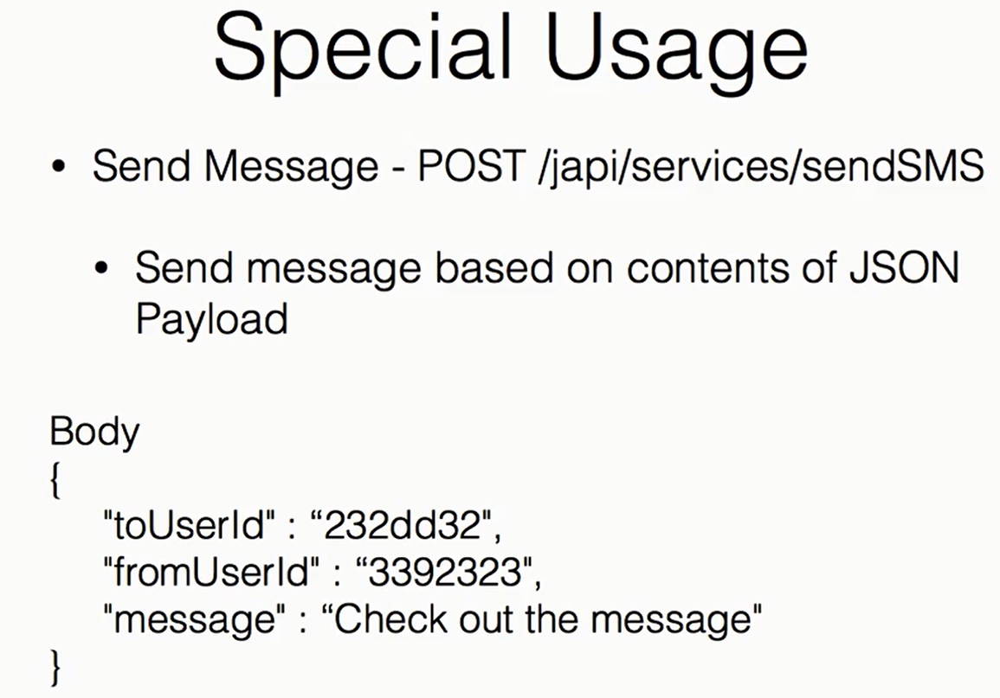 Special Usage
• Send Message - POST /japi/services/sendSMS
• Send message based on contents of JSON
Payload
Body
{
"toUserId" : “232dd32",
"fromUserId" : “3392323",
"message" : “Check out the message"
}